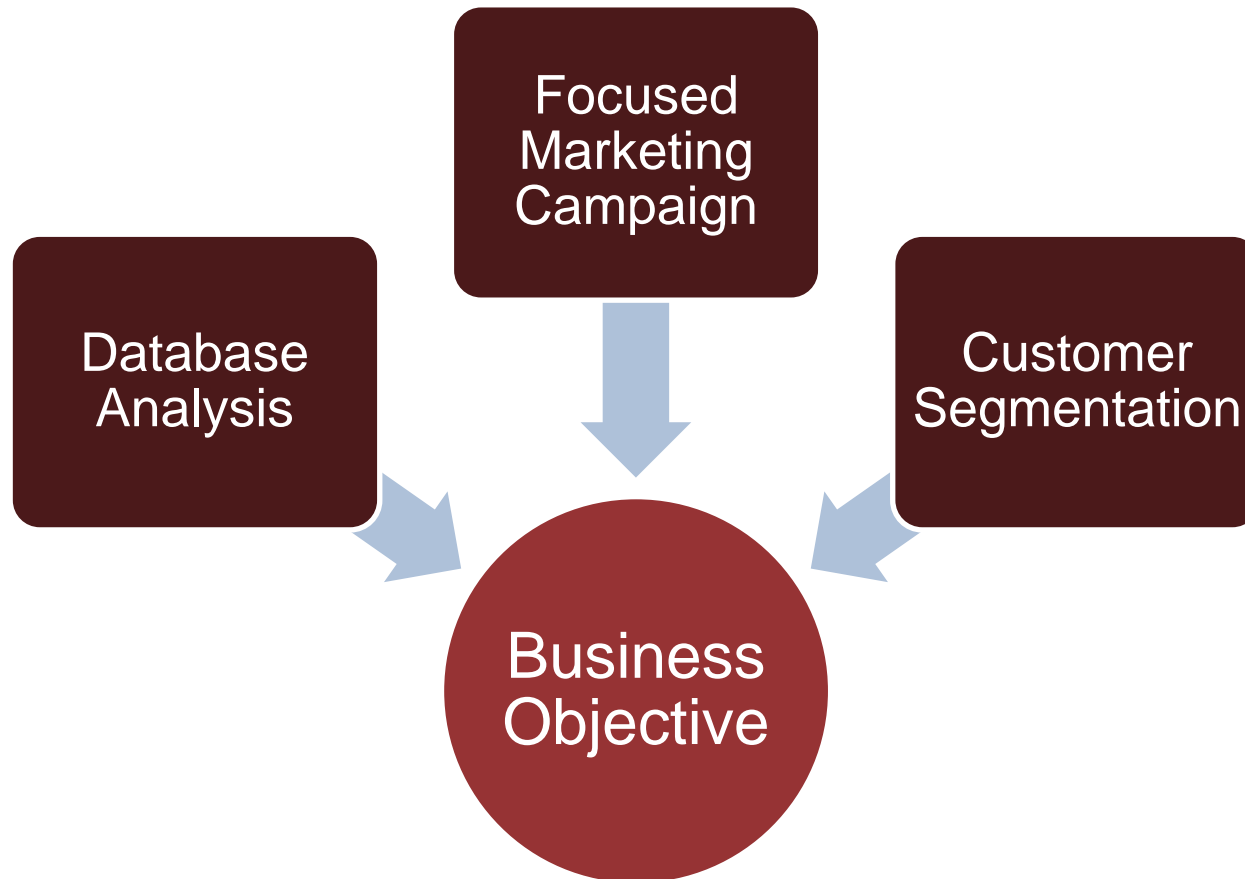 Focused
Marketing
Campaign
Database
Analysis
Customer
Segmentation
Business
Objective